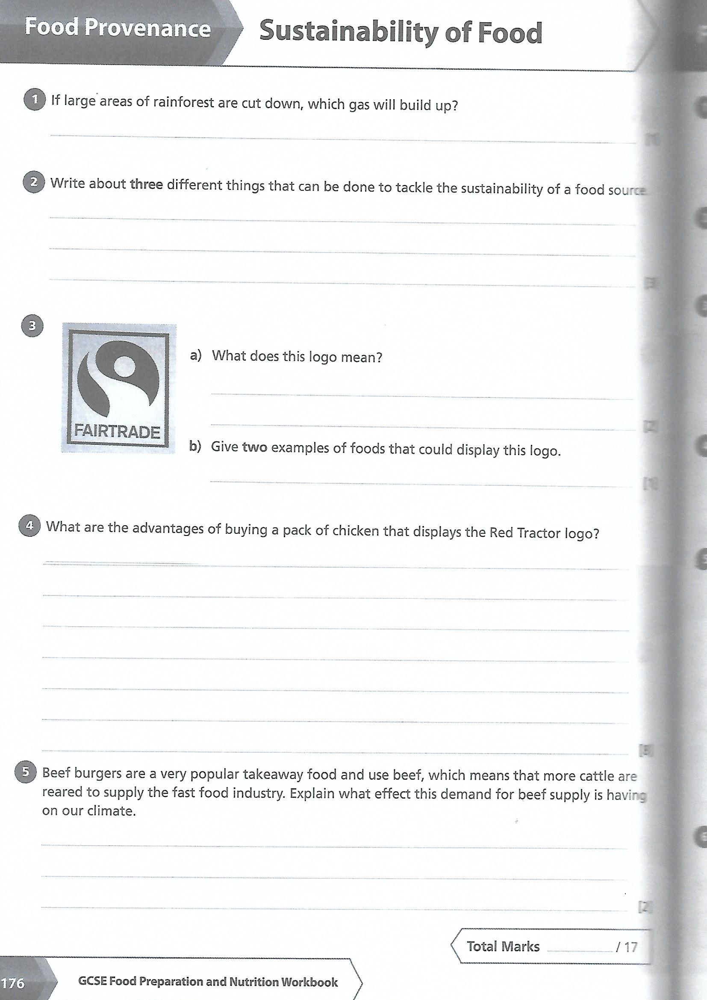 Food Provenance
Sustainability of Food
1 If large areas of rainforest are cut down, which gas will build up?
[1]
2 Write about three different things that can be done to tackle the sustainability of a food source.
[3]
3
FAIRTRADE
a) What does this logo mean?
[2]
b) Give two examples of foods that could display this logo.
[1]
4 What are the advantages of buying a pack of chicken that displays the Red Tractor logo?
[8]
5 Beef burgers are a very popular takeaway food and use beef, which means that more cattle are
reared to supply the fast food industry. Explain what effect this demand for beef supply is having
on our climate.
[2]
Total Marks / 17
176 GCSE Food Preparation and Nutrition Workbook